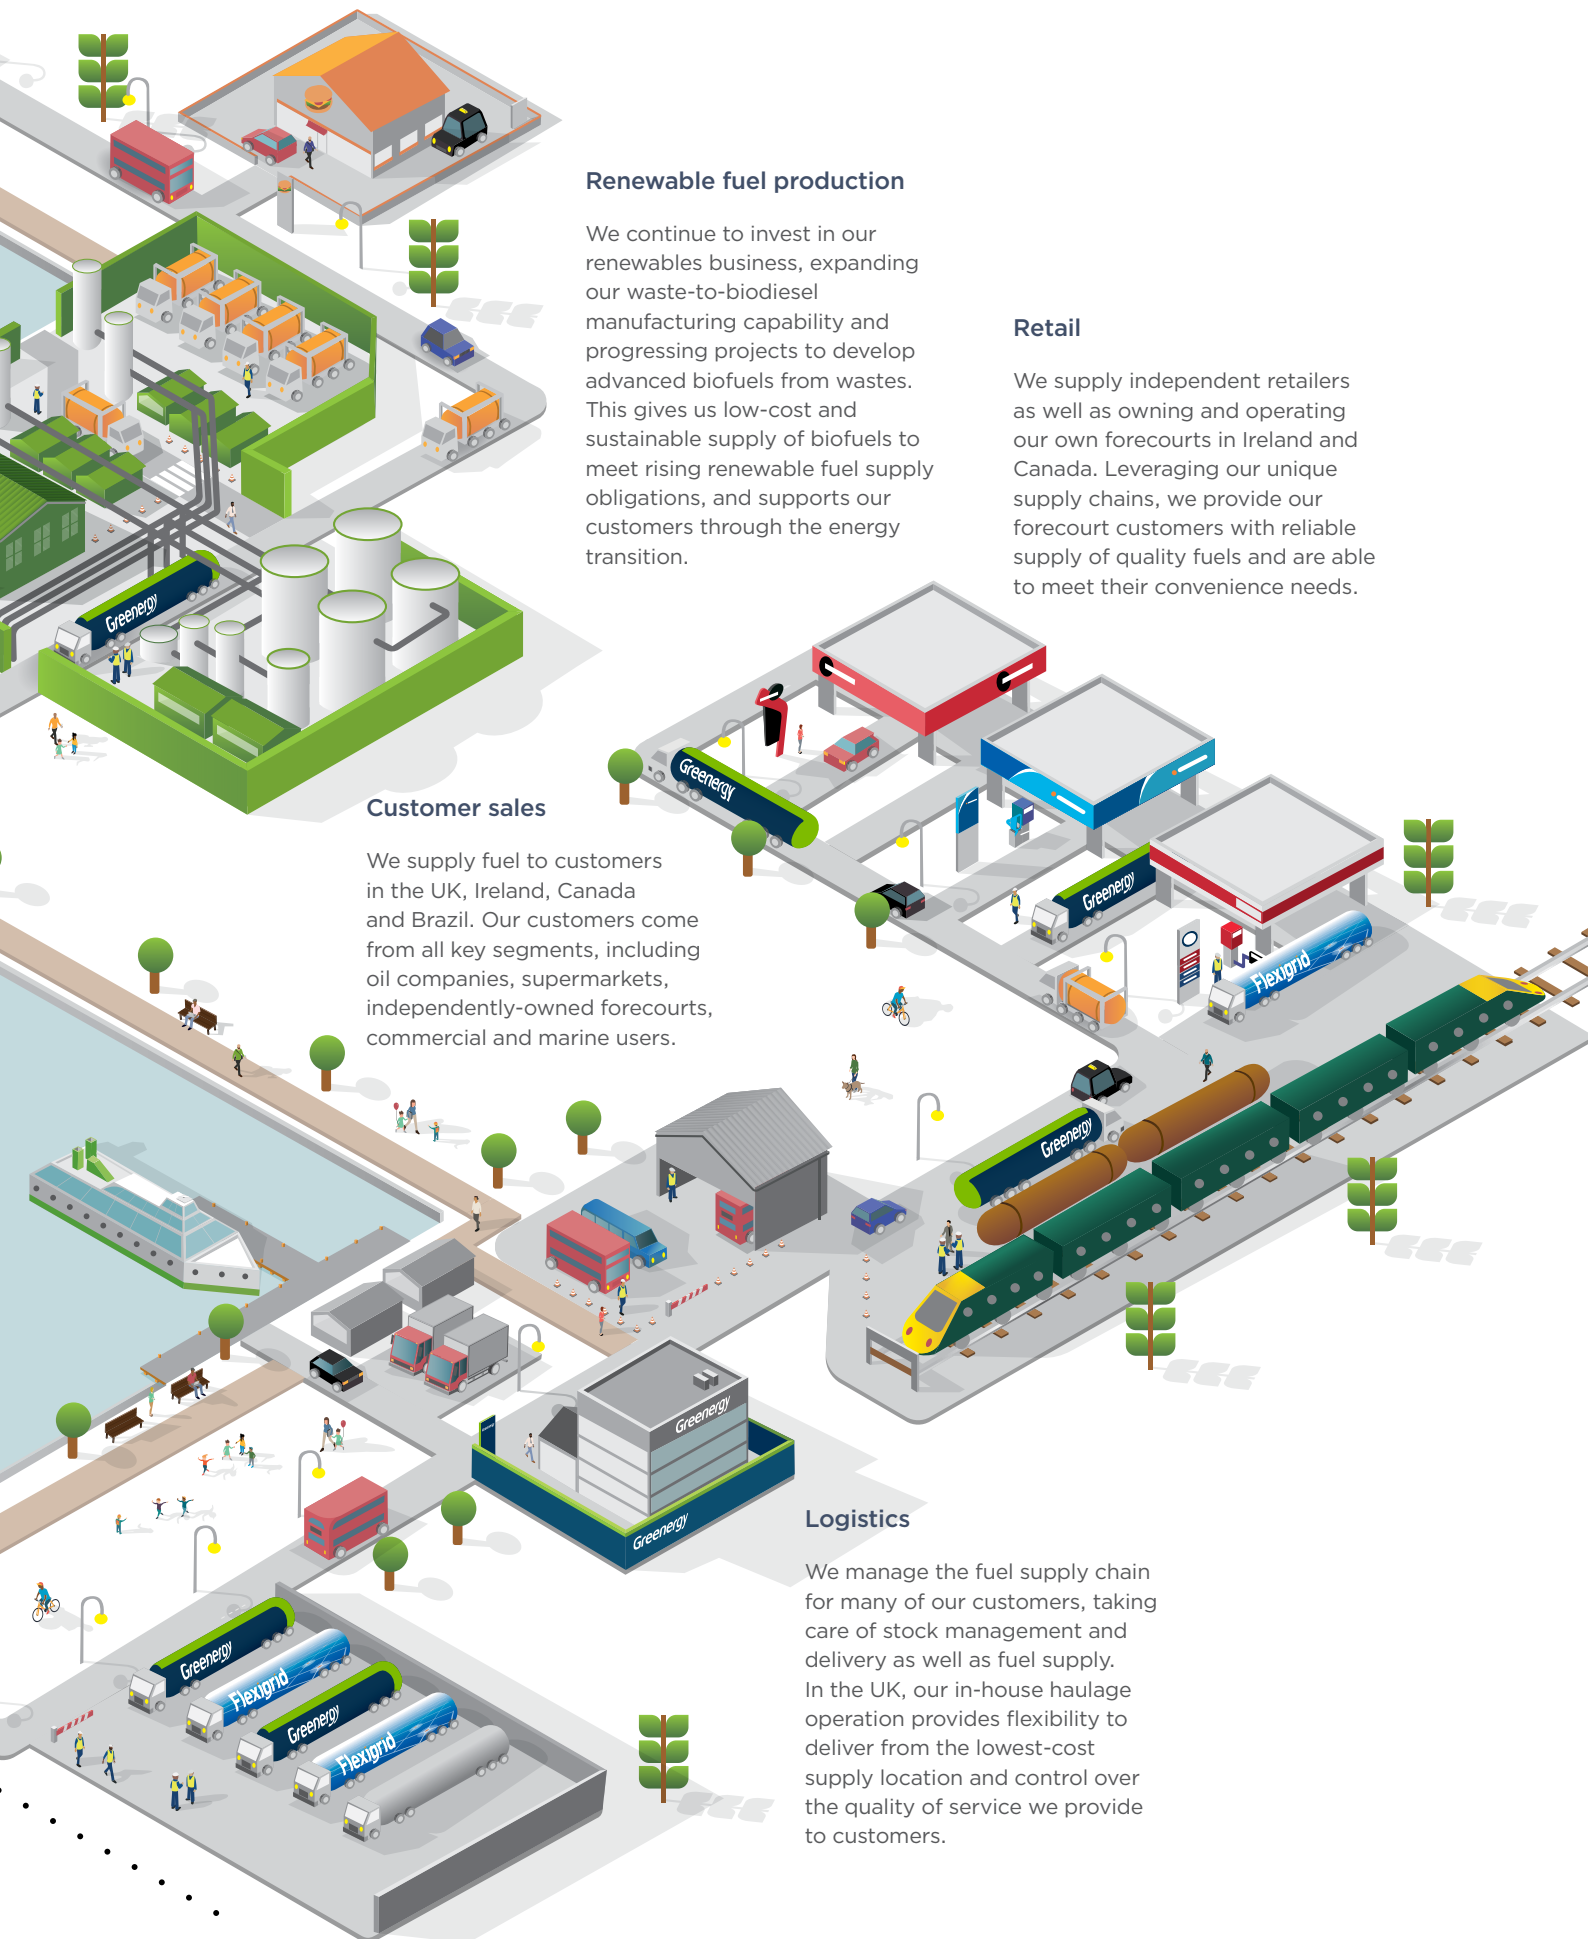 Renewable fuel production
We continue to invest in our
renewables business, expanding
our waste-to-biodiesel
manufacturing capability and
progressing projects to develop
advanced biofuels from wastes.
This gives us low-cost and
sustainable supply of biofuels to
meet rising renewable fuel supply
obligations, and supports our
customers through the energy
transition.
Retail
We supply independent retailers
as well as owning and operating
our own forecourts in Ireland and
Canada. Leveraging our unique
supply chains, we provide our
forecourt customers with reliable
supply of quality fuels and are able
to meet their convenience needs.
Greenergy
Greenergy
Customer sales
We supply fuel to customers
in the UK, Ireland, Canada
and Brazil. Our customers come
from all key segments, including
oil companies, supermarkets,
independently-owned forecourts,
commercial and marine users.
Greenergy
Flexigrid
Greenergy
Greenergy
Greenergy
Logistics
We manage the fuel supply chain
for many of our customers, taking
care of stock management and
delivery as well as fuel supply.
In the UK, our in-house haulage
operation provides flexibility to
deliver from the lowest-cost
supply location and control over
the quality of service we provide
to customers.
Greenergy
Flexigrid
Greenergy
Flexigrid